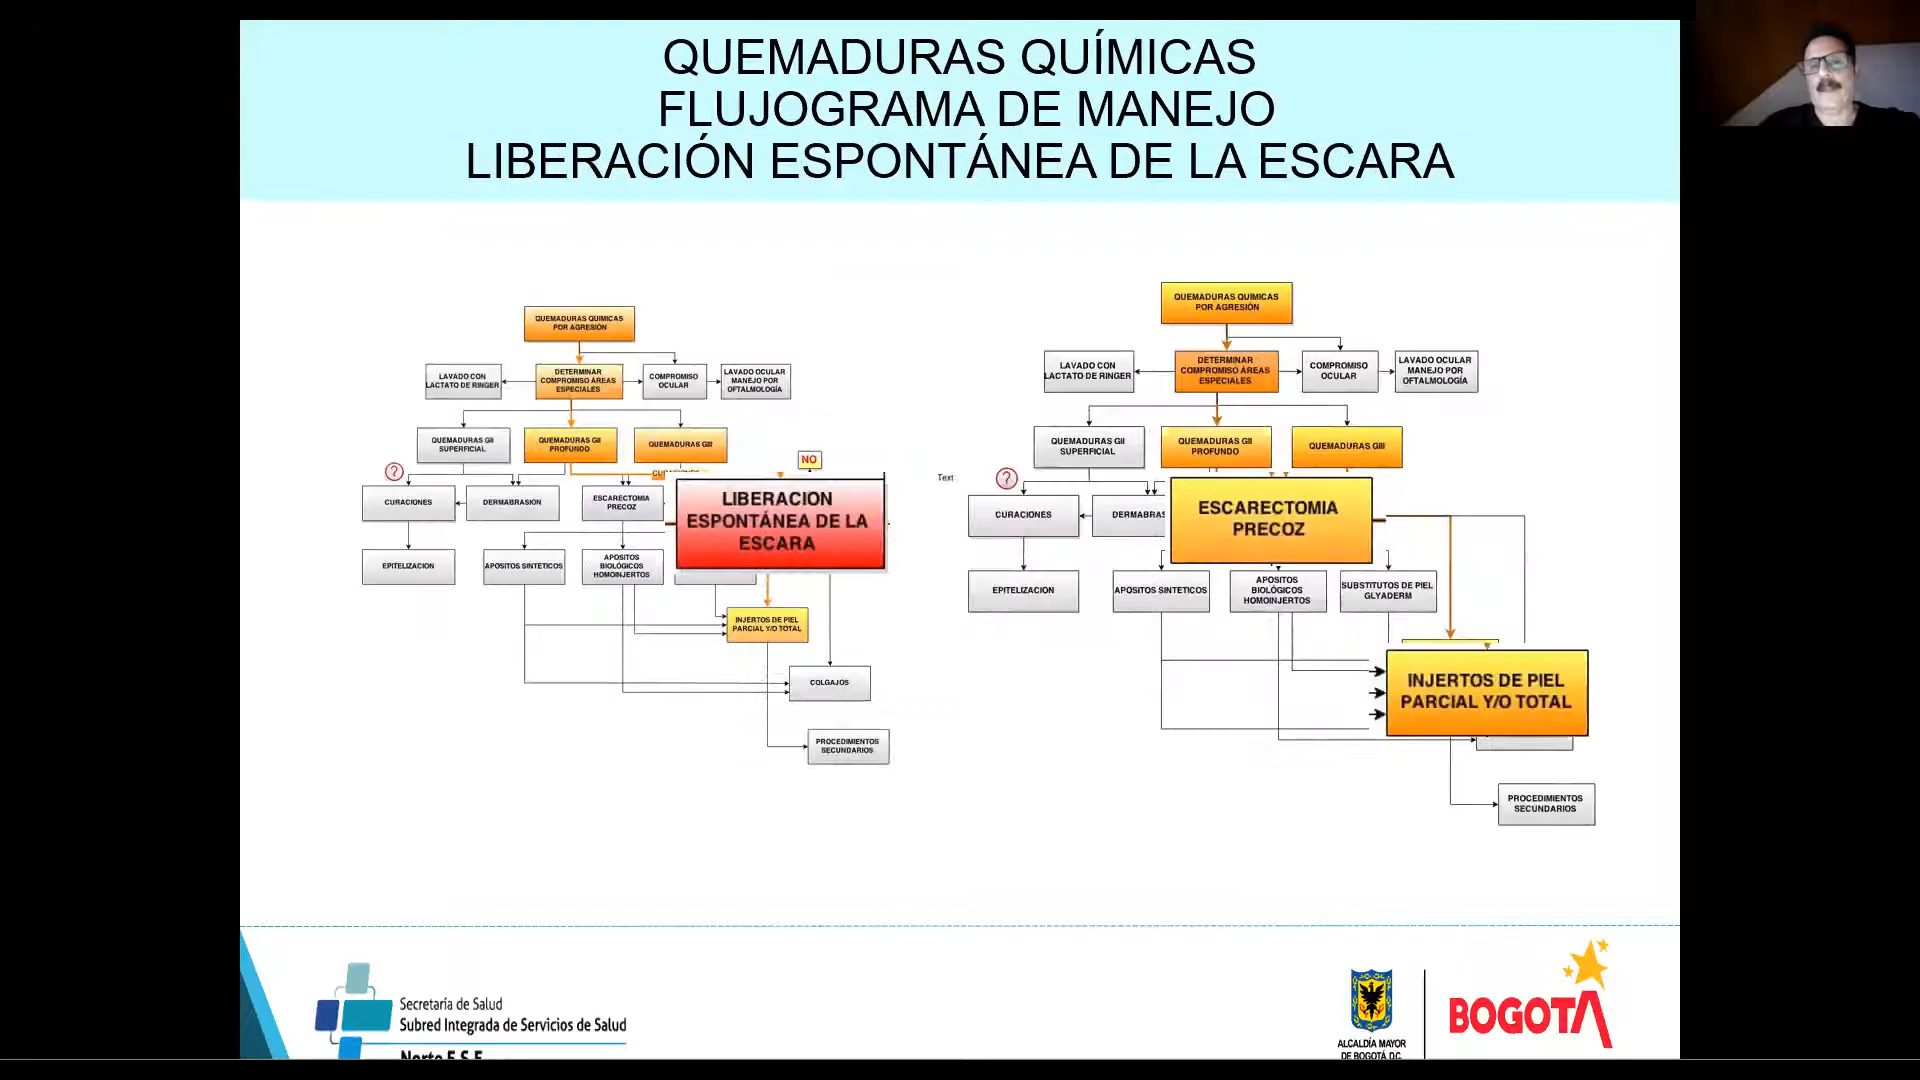 QUEMADURAS QUÍMICAS
FLUJOGRAMA DE MANEJO
LIBERACIÓN ESPONTÁNEA DE LA ESCARA
QUEMADURAS QUIMICAS
POR AGRESIÓN
LAVADO CON
LACTATO DE RINGER
DETERMINAR
COMPROMISO ÁREAS
ESPECIALES
COMPROMISO
OCULAR
LAVADO OCULAR
MANEJO POR
OFTALMOLOGÍA
QUEMADURAS GII
SUPERFICIAL
QUEMADURAS GII
PROFUNDO
QUEMADURAS GIII
?
NO
CURACIONES
DERMABRASION
ESCARECTOMIA
PRECOZ
LIBERACION
ESPONTÁNEA DE LA
ESCARA
EPITELIZACION
APOSITOS SINTETICOS
APOSITOS
BIOLÓGICOS
HOMOINJERTOS
INJERTOS DE PIEL
PARCIAL Y/O TOTAL
COLGAJOS
PROCEDIMIENTOS
SECUNDARIOS
QUEMADURAS QUIMICAS
POR AGRESIÓN
LAVADO CON
LACTATO DE RINGER
DETERMINAR
COMPROMISO ÁREAS
ESPECIALES
COMPROMISO
OCULAR
LAVADO OCULAR
MANEJO POR
OFTALMOLOGÍA
QUEMADURAS GII
SUPERFICIAL
QUEMADURAS GII
PROFUNDO
QUEMADURAS GIII
Text
?
CURACIONES
DERMABRAS
ESCARECTOMIA
PRECOZ
EPITELIZACION
APOSITOS SINTETICOS
APOSITOS
BIOLÓGICOS
HOMOINJERTOS
SUBSTITUTOS DE PIEL
GLYADERM
INJERTOS DE PIEL
PARCIAL Y/O TOTAL
PROCEDIMIENTOS
SECUNDARIOS
Secretaría de Salud
Subred Integrada de Servicios de Salud
Norte E.S.E.
ALCALDÍA MAYOR
DE BOGOTÁ D.C.
BOGOTÁ